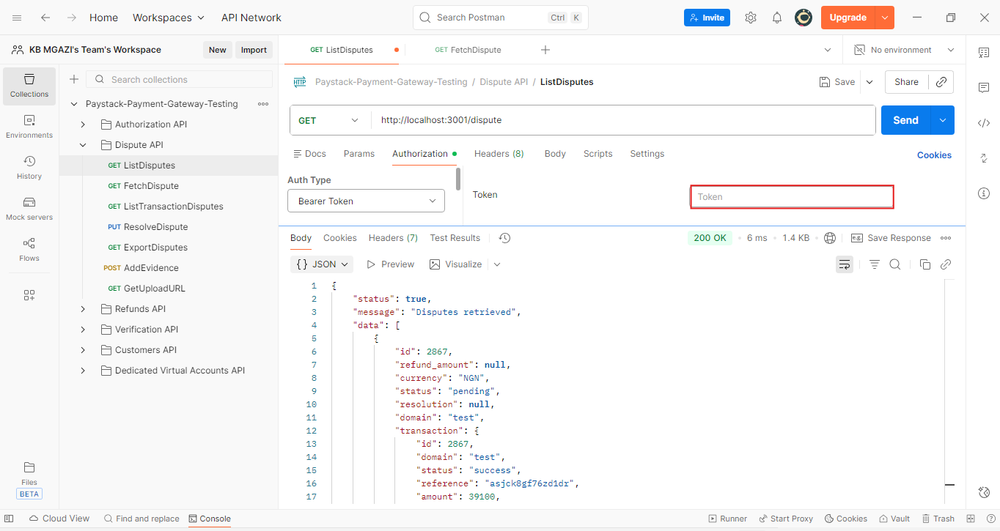 Home Workspaces API Network Search Postman Ctrl K Invite Upgrade
KB MGAZI's Team's Workspace New Import GET ListDisputes GET FetchDispute No environment
Collections
Environments
History
Mock servers
Flows
Files
BETA
Search collections
Paystack-Payment-Gateway-Testing
Authorization API
Dispute API
GET ListDisputes
GET FetchDispute
GET ListTransactionDisputes
PUT ResolveDispute
GET ExportDisputes
POST AddEvidence
GET GetUploadURL
Refunds API
Verification API
Customers API
Dedicated Virtual Accounts API
HTTP Paystack-Payment-Gateway-Testing / Dispute API / ListDisputes Save Share
GET http://localhost:3001/dispute Send
Docs Params Authorization Headers (8) Body Scripts Settings Cookies
Auth Type
Bearer Token
Token Token
Body Cookies Headers (7) Test Results 200 OK 6 ms 1.4 KB e.g. Save Response
{} JSON Preview Visualize
1 {
2 "status": true,
3 "message": "Disputes retrieved",
4 "data": [
5 {
6 "id": 2867,
7 "refund_amount": null,
8 "currency": "NGN",
9 "status": "pending",
10 "resolution": null,
11 "domain": "test",
12 "transaction": {
13 "id": 2867,
14 "domain": "test",
15 "status": "success",
16 "reference": "asjck8gf76zd1dr",
17 "amount": 39100,
Cloud View Find and replace Console Runner Start Proxy Cookies Vault Trash